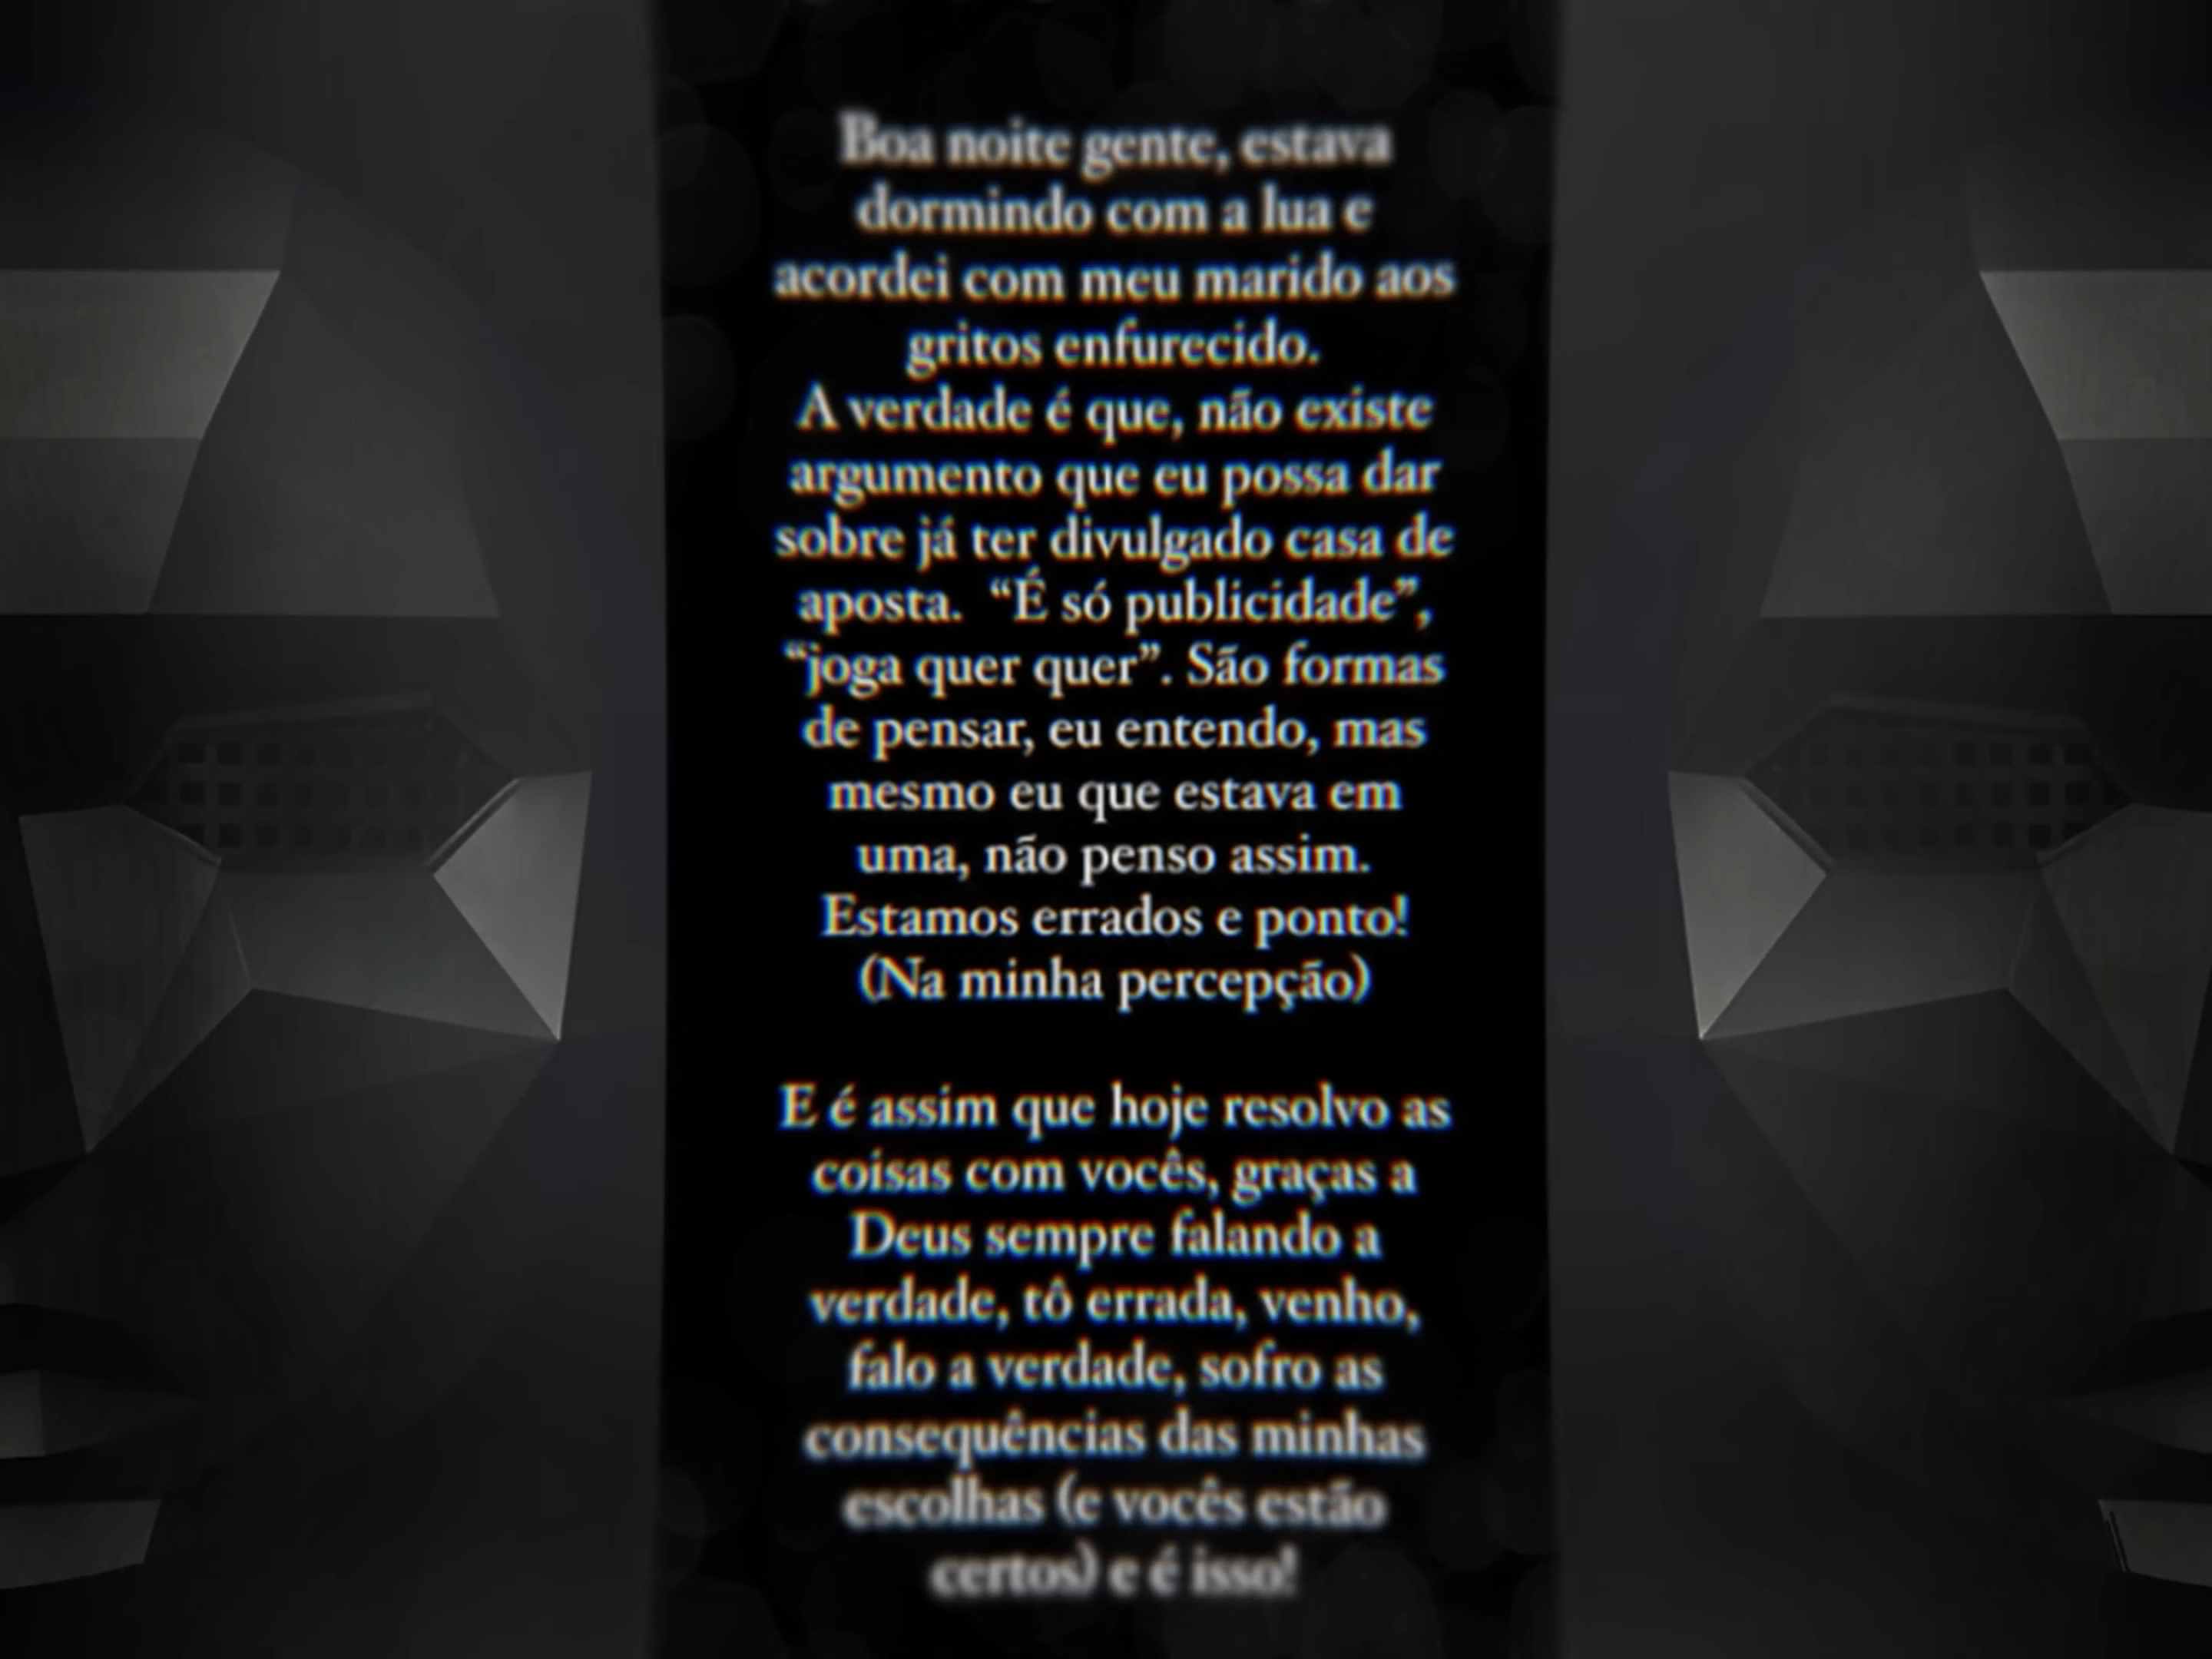 Boa noite gente, estava
dormindo com a lua e
acordei com meu marido aos
gritos enfurecido.
A verdade é que, não existe
argumento que eu possa dar
sobre já ter divulgado casa de
aposta. “É só publicidade”,
“joga quer quer”. São formas
de pensar, eu entendo, mas
mesmo eu que estava em
uma, não penso assim.
Estamos errados e ponto!
(Na minha percepção)
E é assim que hoje resolvo as
coisas com vocês, graças a
Deus sempre falando a
verdade, tô errada, venho,
falo a verdade, sofro as
consequências das minhas
escolhas (e vocês estão
certos) e é isso!